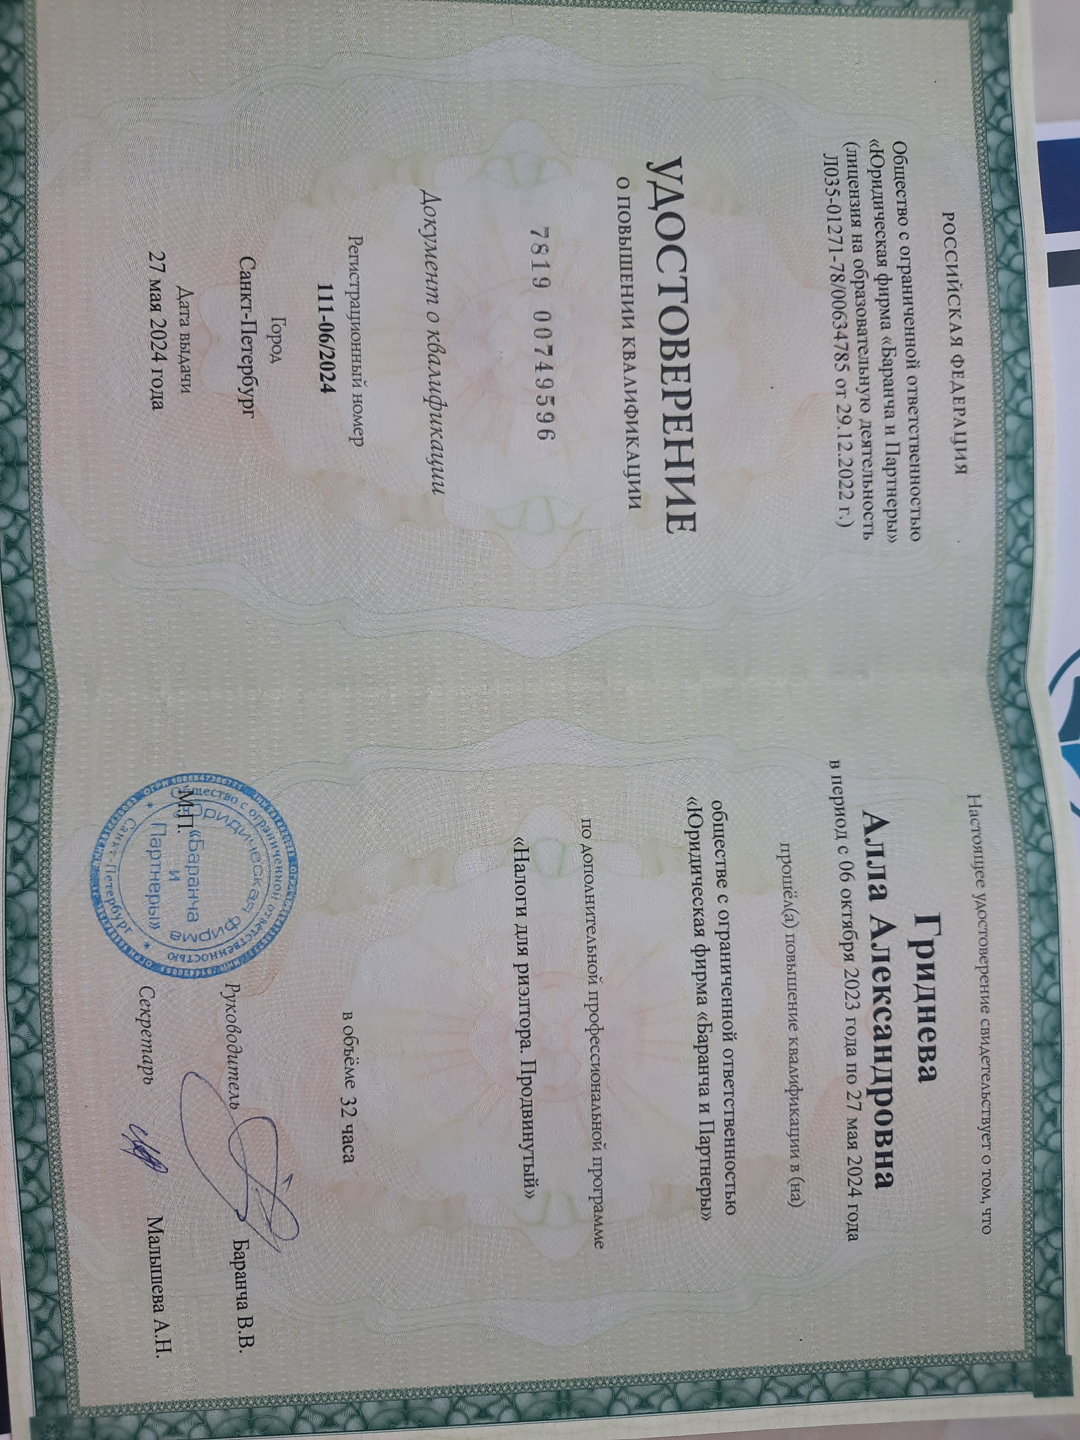 РОССИЙСКАЯ ФЕДЕРАЦИЯ
Общество с ограниченной ответственностью
«Юридическая фирма «Баранча и Партнеры»
(лицензия на образовательную деятельность
Л035-01271-78/00634785 от 29.12.2022 г.)
УДОСТОВЕРЕНИЕ
О ПОВЫШЕНИИ КВАЛИФИКАЦИИ
7819 00749596
Документ о квалификации
Регистрационный номер
111-06/2024
Город
Санкт-Петербург
Дата выдачи
27 мая 2024 года
Настоящее удостоверение свидетельствует о том, что
Гриднева
Алла Александровна
в период с 06 октября 2023 года по 27 мая 2024 года
прошёл(а) повышение квалификации в (на)
обществе с ограниченной ответственностью
«Юридическая фирма «Баранча и Партнеры»
по дополнительной профессиональной программе
«Налоги для риэлтора. Продвинутый»
в объёме 32 часа
Руководитель Баранча В.В.
М.П.
Секретарь Малышева А.Н.
Общество с ограниченной ответственностью
Санкт-Петербург
Юридическая фирма
«Баранча
и
Партнеры»